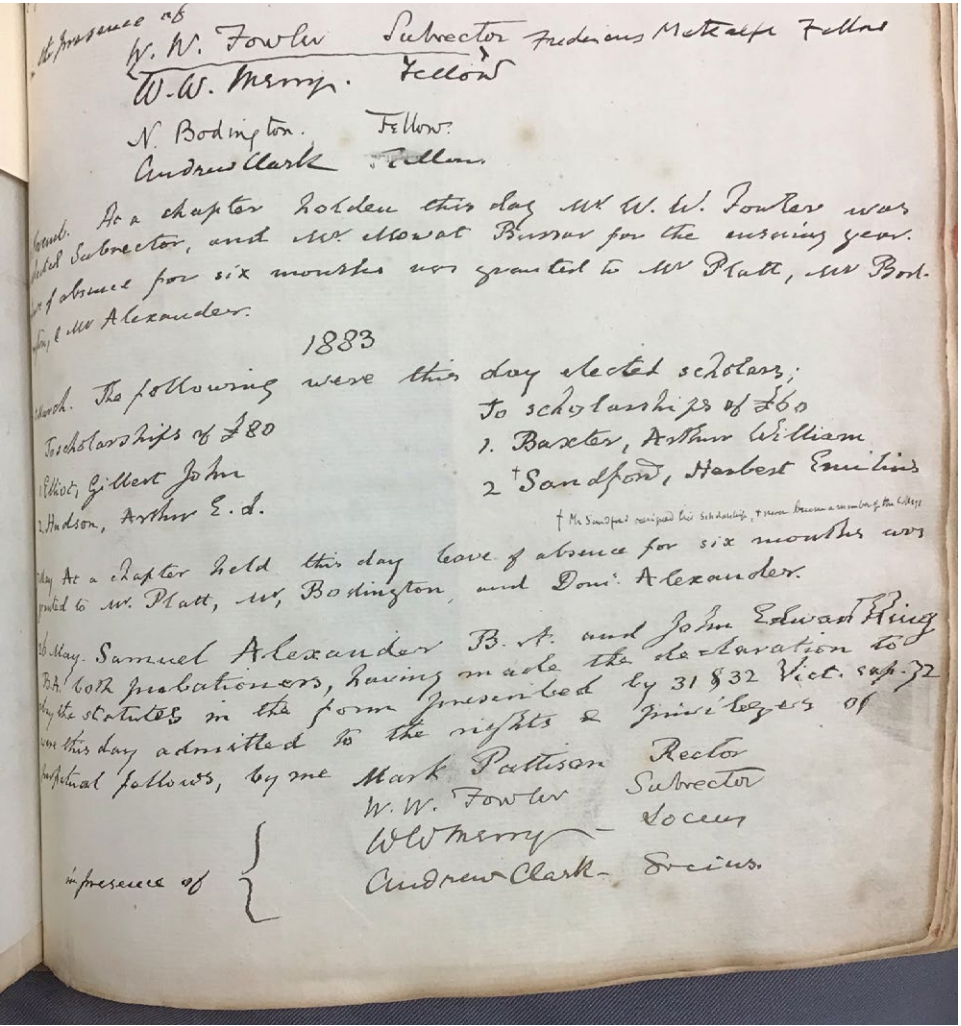 the presence of
W. W. Fowler Subrector Fredericus Metcalfe Fellow
W. W. Merry. Fellow
N. Bodington. Fellow.
Andrew Clark Fellow.
At a chapter holden this day Mr W. W. Fowler was
Subrector, and Mr. Mowat Bursar for the ensuing year.
of absence for six months was granted to Mr Platt, Mr Bod-
& Mr Alexander.
1883
March. The following were this day elected scholars;
To scholarships of £80
1 Elliot, Gilbert John
2. Hudson, Arthur E. J.
To scholarships of £60
1. Baxter, Arthur William
2 †Sandford, Herbert Emilius
† Mr Sandford resigned his scholarship, & never became a member of the College
May At a chapter held this day leave of absence for six months was
granted to Mr. Platt, Mr. Bodington, and Domˢ. Alexander.
26 May. Samuel Alexander B. A. and John Edward King
B.A. both probationers, having made the declaration to
the statutes in the form prescribed by 31 & 32 Vict. cap. 72
were this day admitted to the rights & privileges of
perpetual fellows, by me Mark Pattison Rector
W. W. Fowler Subrector
W W Merry - Socius
in presence of
Andrew Clark - Socius.